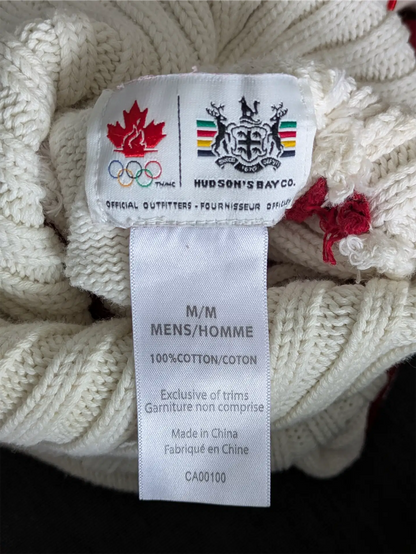 TM/MC
HUDSON'S BAY CO.
OFFICIAL OUTFITTERS • FOURNISSEUR
M/M
MENS/HOMME
100%COTTON/COTON
Exclusive of trims
Garniture non comprise
Made in China
Fabriqué en Chine
CA00100